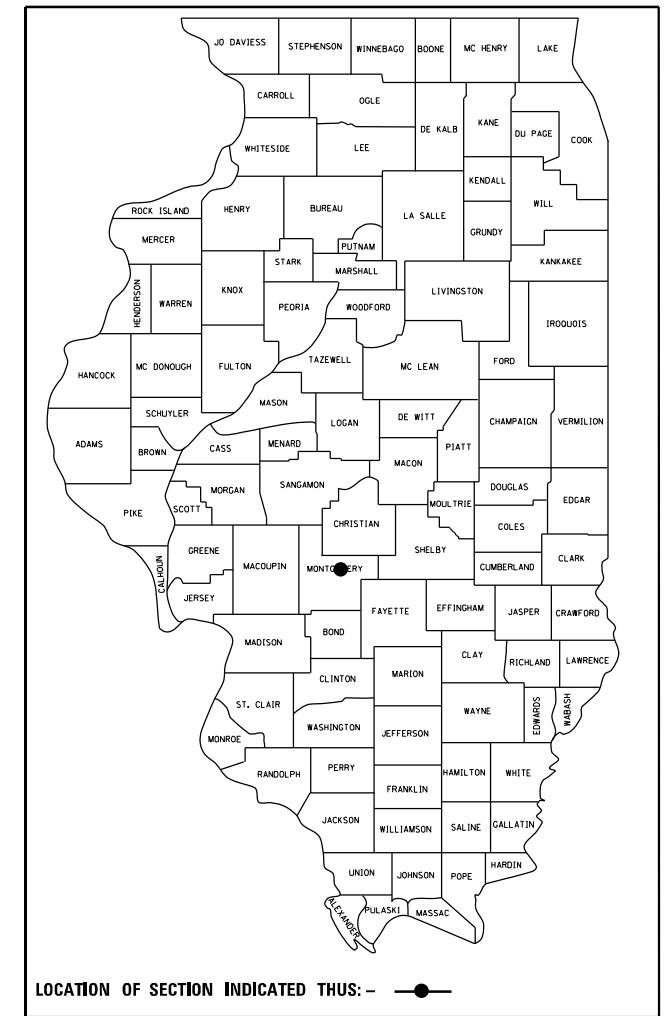 JO DAVIESS STEPHENSON WINNEBAGO BOONE MC HENRY LAKE
CARROLL OGLE DE KALB KANE DU PAGE COOK
WHITESIDE LEE
KENDALL
ROCK ISLAND HENRY BUREAU LA SALLE WILL
MERCER PUTNAM GRUNDY
STARK MARSHALL KANKAKEE
HENDERSON WARREN KNOX PEORIA WOODFORD LIVINGSTON IROQUOIS
HANCOCK MC DONOUGH FULTON TAZEWELL MC LEAN FORD
MASON
SCHUYLER LOGAN DE WITT CHAMPAIGN VERMILION
ADAMS BROWN CASS MENARD PIATT
MACON
MORGAN SANGAMON DOUGLAS EDGAR
PIKE SCOTT CHRISTIAN MOULTRIE COLES
GREENE MACOUPIN SHELBY
CALHOUN MONTGOMERY CUMBERLAND CLARK
JERSEY FAYETTE EFFINGHAM JASPER CRAWFORD
MADISON BOND
CLAY RICHLAND LAWRENCE
CLINTON MARION
ST. CLAIR WAYNE EDWARDS WABASH
MONROE WASHINGTON JEFFERSON
RANDOLPH PERRY HAMILTON WHITE
FRANKLIN
JACKSON WILLIAMSON SALINE GALLATIN
UNION JOHNSON POPE HARDIN
ALEXANDER PULASKI MASSAC
LOCATION OF SECTION INDICATED THUS: -